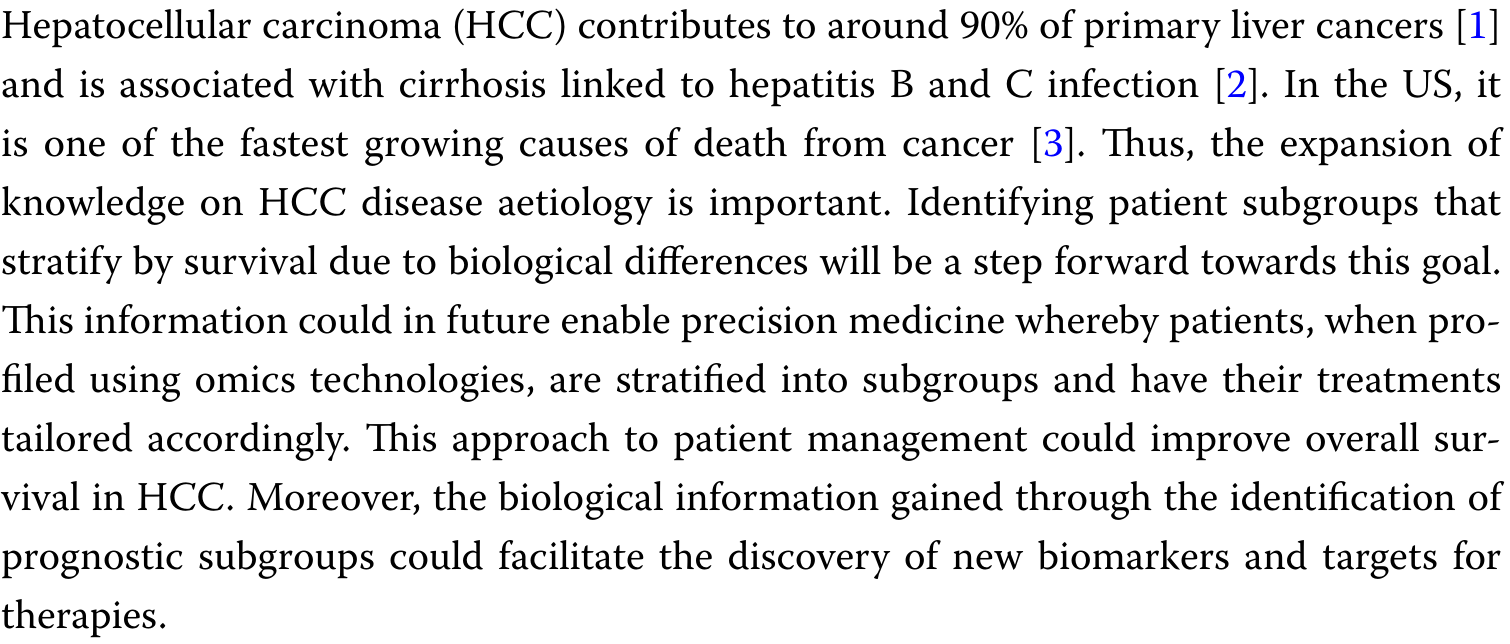 Hepatocellular carcinoma (HCC) contributes to around 90% of primary liver cancers [1]
and is associated with cirrhosis linked to hepatitis B and C infection [2]. In the US, it
is one of the fastest growing causes of death from cancer [3]. Thus, the expansion of
knowledge on HCC disease aetiology is important. Identifying patient subgroups that
stratify by survival due to biological differences will be a step forward towards this goal.
This information could in future enable precision medicine whereby patients, when pro-
filed using omics technologies, are stratified into subgroups and have their treatments
tailored accordingly. This approach to patient management could improve overall sur-
vival in HCC. Moreover, the biological information gained through the identification of
prognostic subgroups could facilitate the discovery of new biomarkers and targets for
therapies.